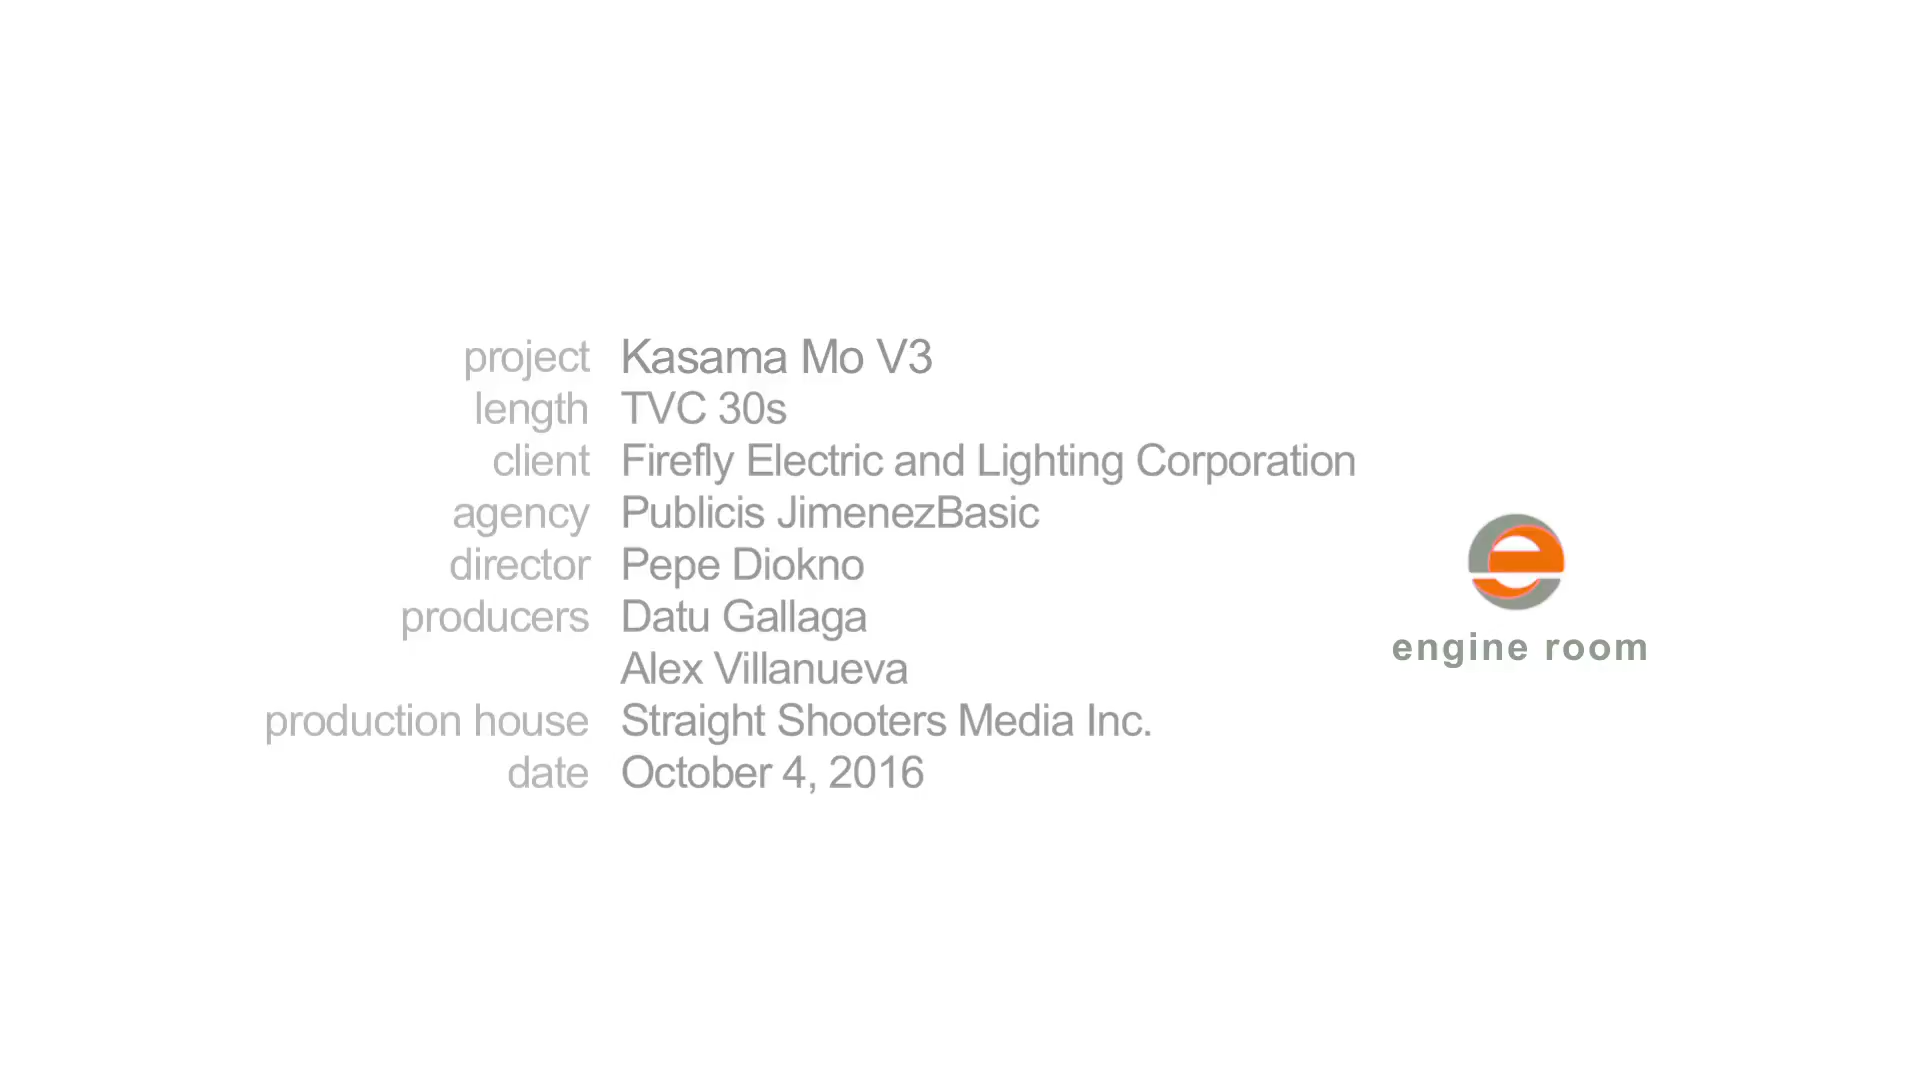 project Kasama Mo V3
length TVC 30s
client Firefly Electric and Lighting Corporation
agency Publicis JimenezBasic
director Pepe Diokno
producers Datu Gallaga
Alex Villanueva
production house Straight Shooters Media Inc.
date October 4, 2016
e
engine room